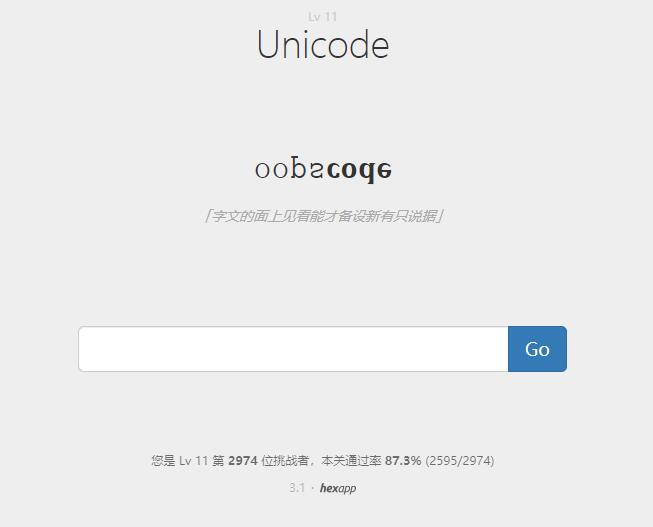 Lv 11
Unicode
「字文的面上见看能才备设新有只说据」
Go
您是 Lv 11 第 2974 位挑战者，本关通过率 87.3% (2595/2974)
3.1 · hexapp